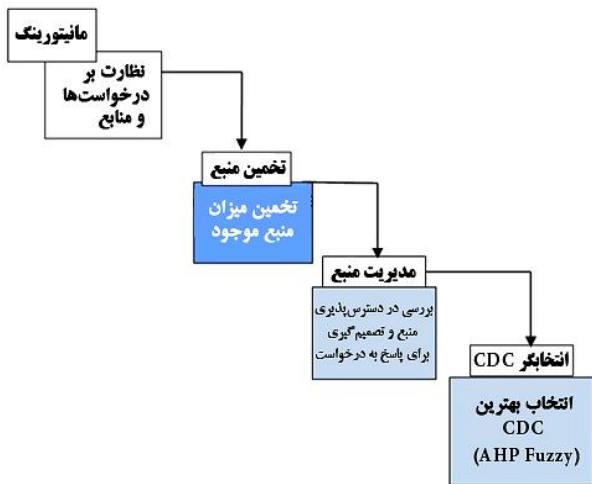 مانیتورینگ
نظارت بر
درخواست‌ها
و منابع
تخمین منبع
تخمین میزان
منبع موجود
مدیریت منبع
بررسی در دسترس‌پذیری
منبع و تصمیم‌گیری
برای پاسخ به درخواست
انتخابگر CDC
انتخاب بهترین
CDC
(AHP Fuzzy)